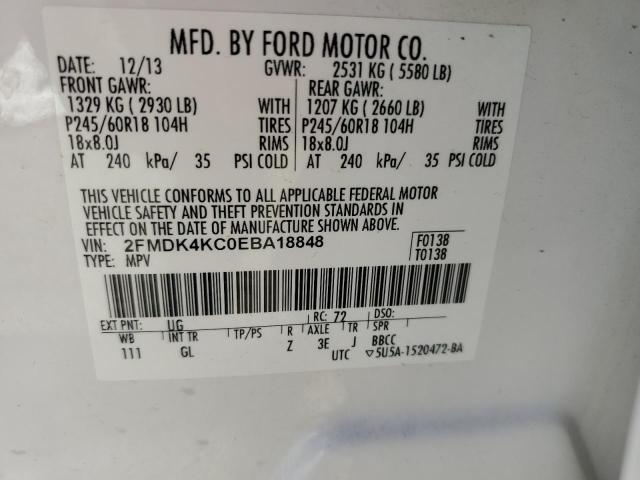 MFD. BY FORD MOTOR CO.
DATE: 12/13 GVWR: 2531 KG ( 5580 LB)
FRONT GAWR: REAR GAWR:
1329 KG ( 2930 LB) WITH 1207 KG ( 2660 LB) WITH
P245/60R18 104H TIRES P245/60R18 104H TIRES
18x8.0J RIMS 18x8.0J RIMS
AT 240 kPa/ 35 PSI COLD AT 240 kPa/ 35 PSI COLD
THIS VEHICLE CONFORMS TO ALL APPLICABLE FEDERAL MOTOR
VEHICLE SAFETY AND THEFT PREVENTION STANDARDS IN
EFFECT ON THE DATE OF MANUFACTURE SHOWN ABOVE.
VIN: 2FMDK4KC0EBA18848 F0138
TYPE: MPV T0138
EXT PNT: UG RC: 72 DSO:
WB INT TR TP/PS R AXLE TR SPR
111 GL Z 3E J BBCC
UTC ▽5U5A-1520472-BA